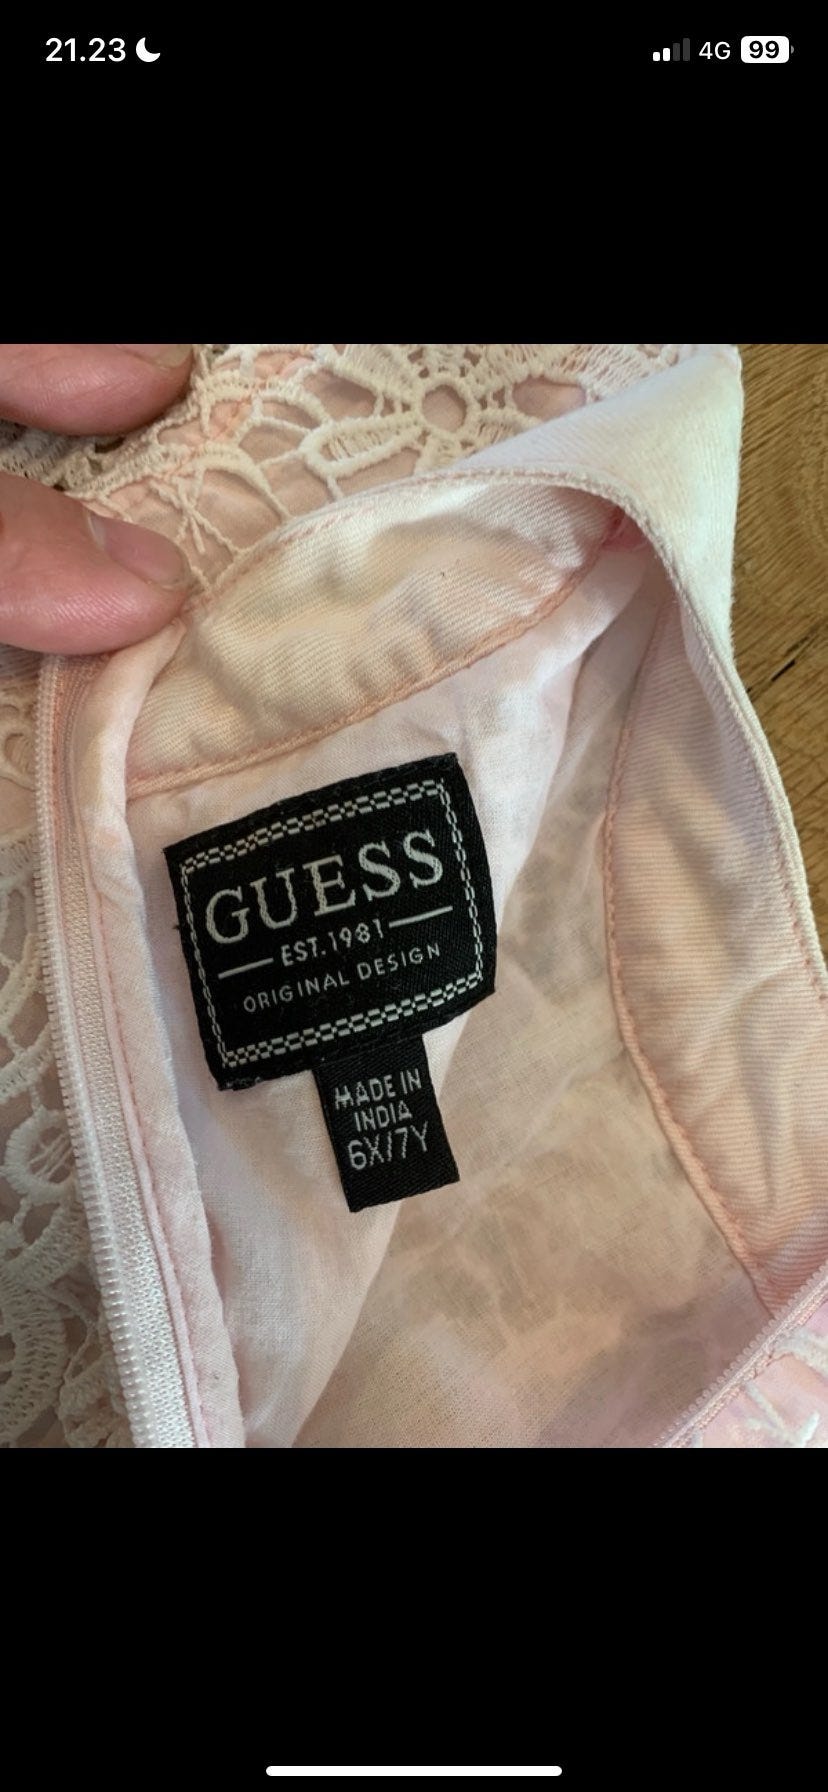 21.23
4G 99
GUESS
EST.1981
ORIGINAL DESIGN
MADE IN
INDIA
6X/7Y